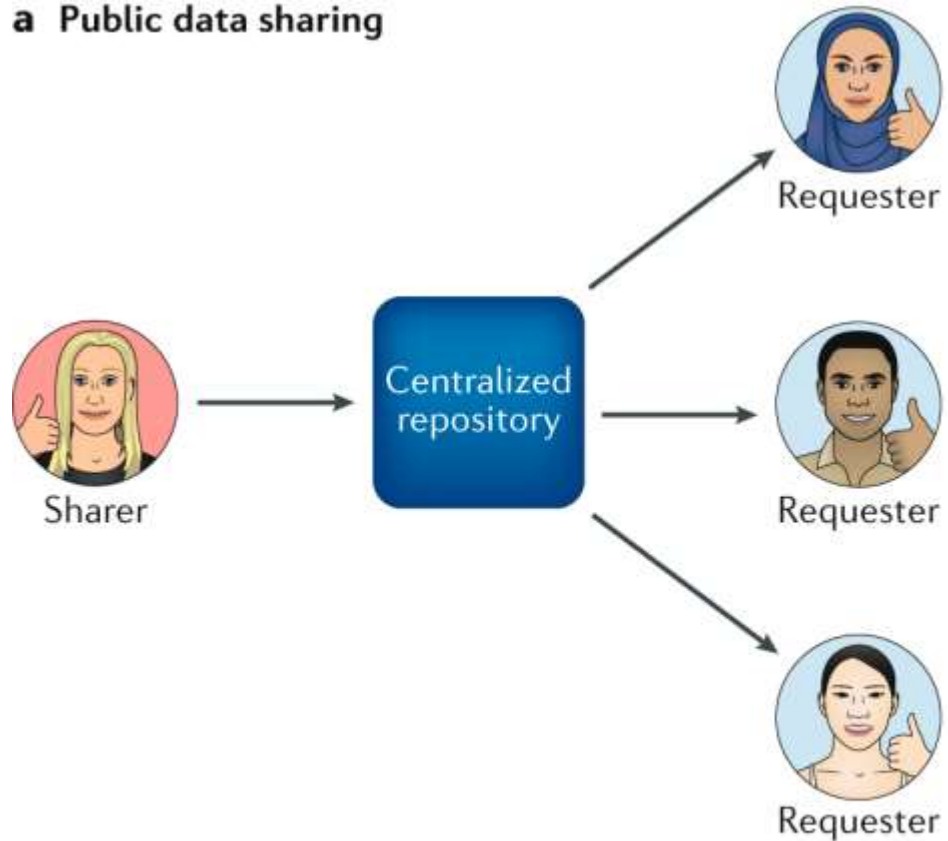 a Public data sharing
Requester
Sharer
Centralized
repository
Requester
Requester